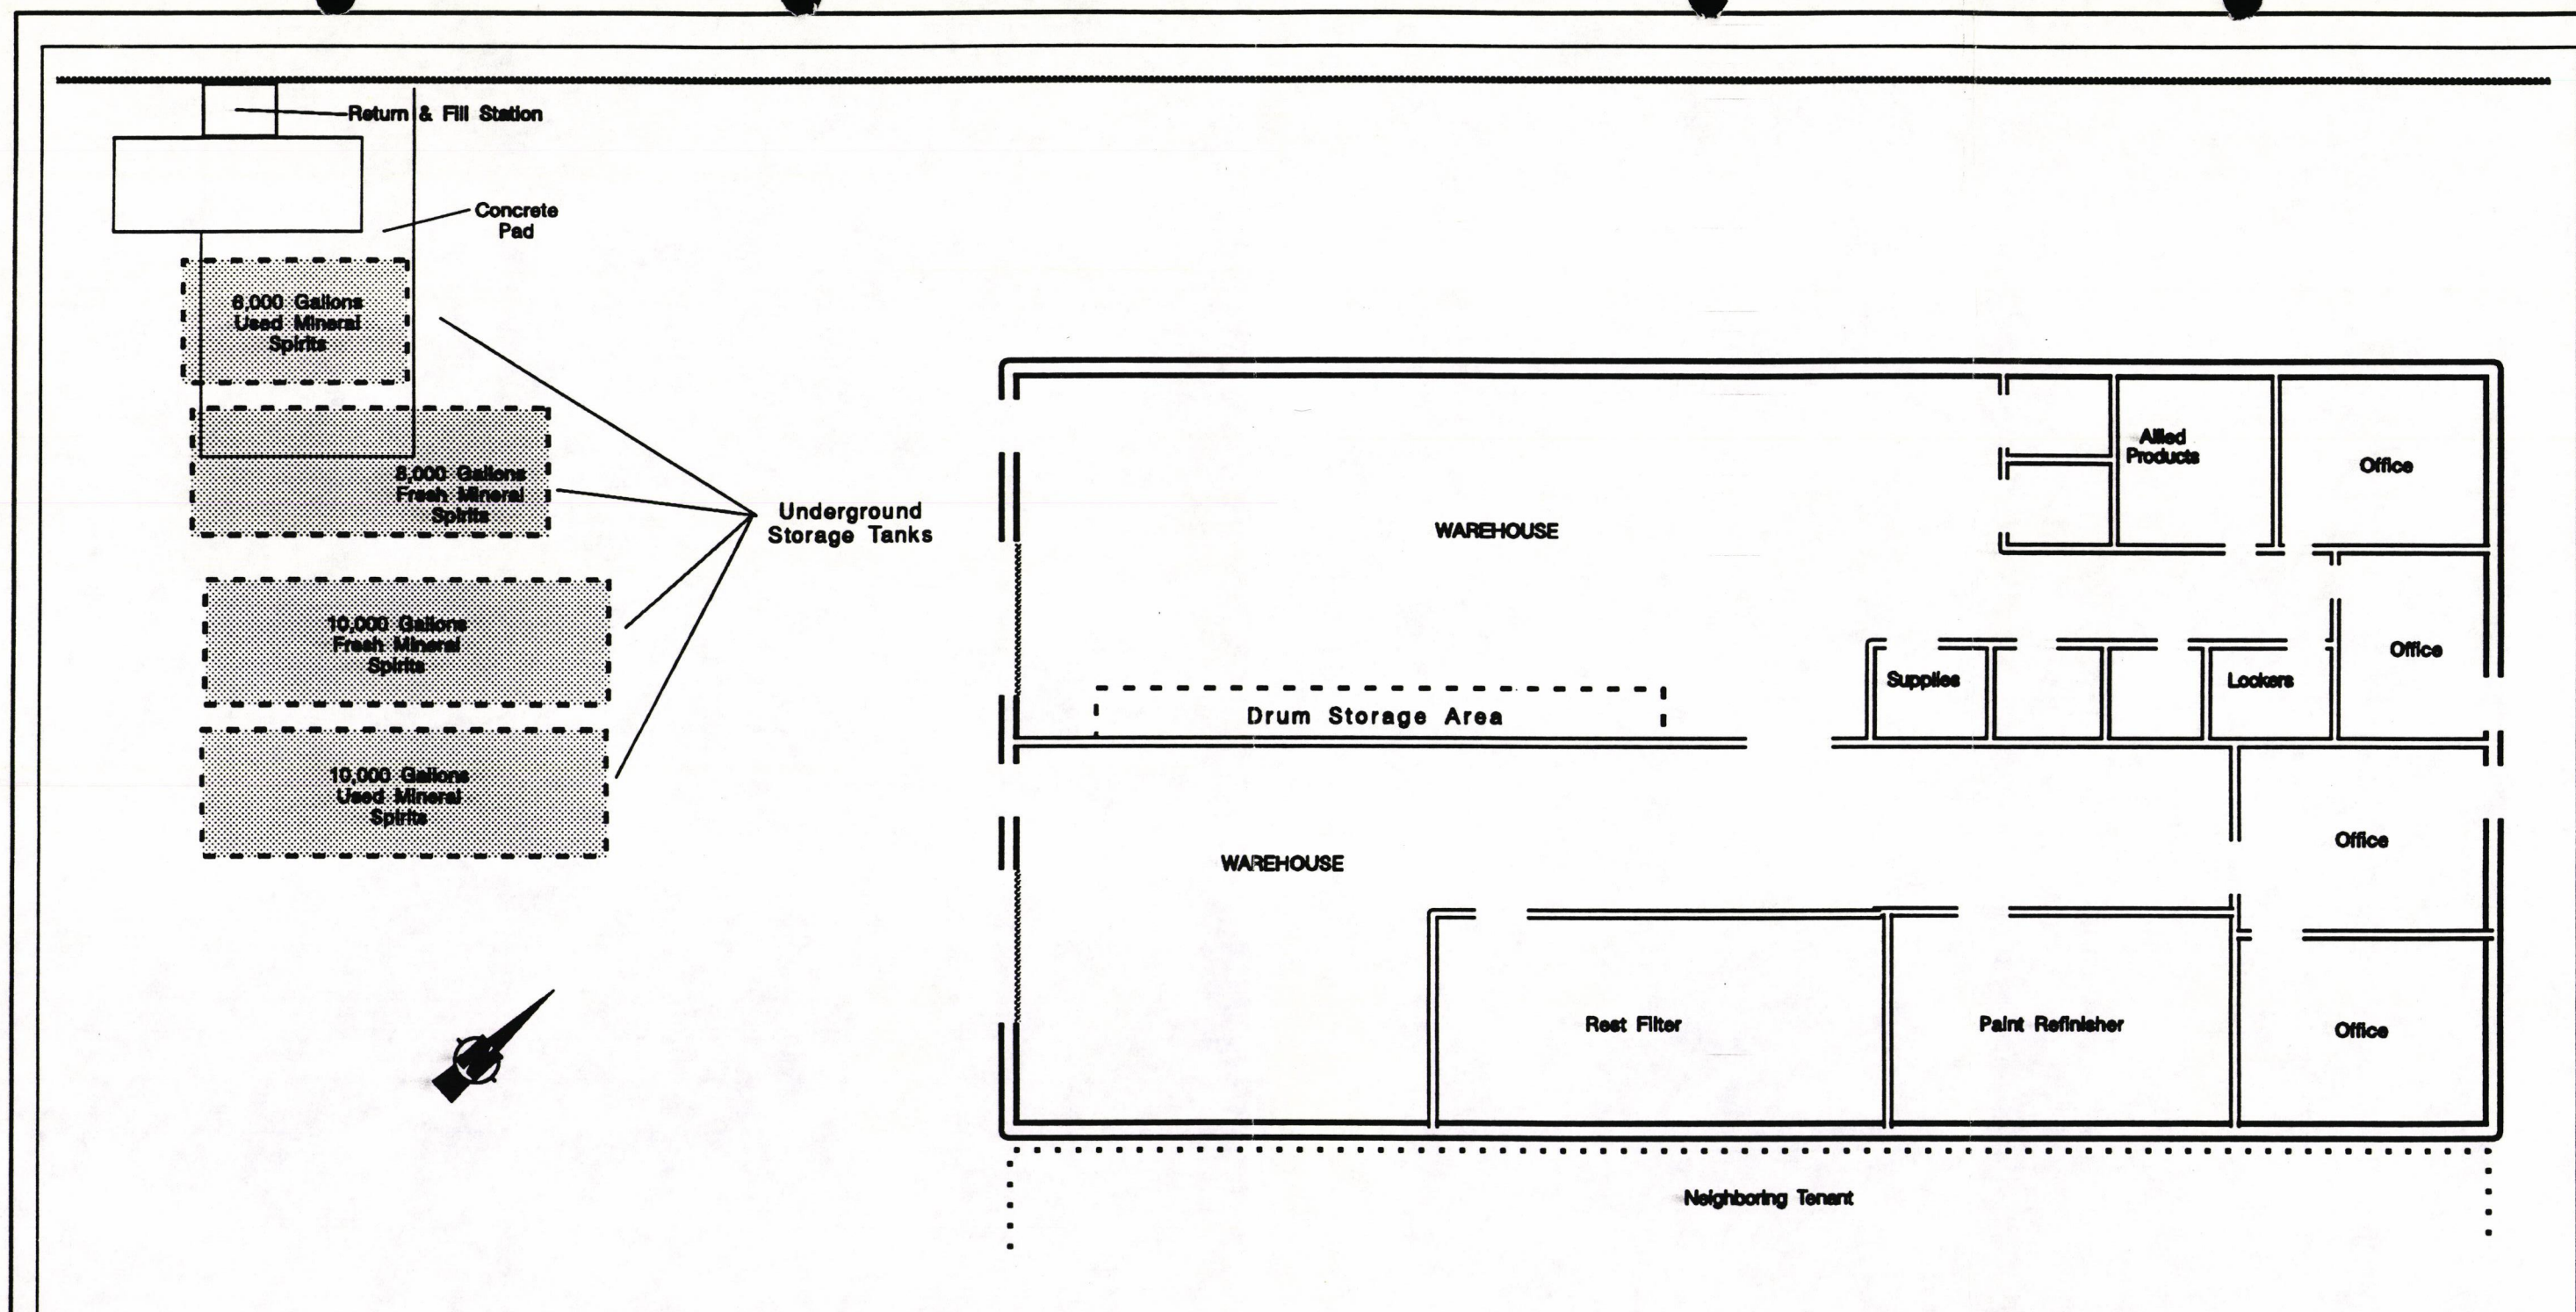 Return & Fill Station
Concrete
Pad
6,000 Gallons
Used Mineral
Spirits
8,000 Gallons
Fresh Mineral
Spirits
10,000 Gallons
Fresh Mineral
Spirits
10,000 Gallons
Used Mineral
Spirits
Underground
Storage Tanks
WAREHOUSE
Allied
Products
Office
Office
Supplies
Lockers
Drum Storage Area
WAREHOUSE
Office
Rest Filter
Paint Refinisher
Office
Neighboring Tenant